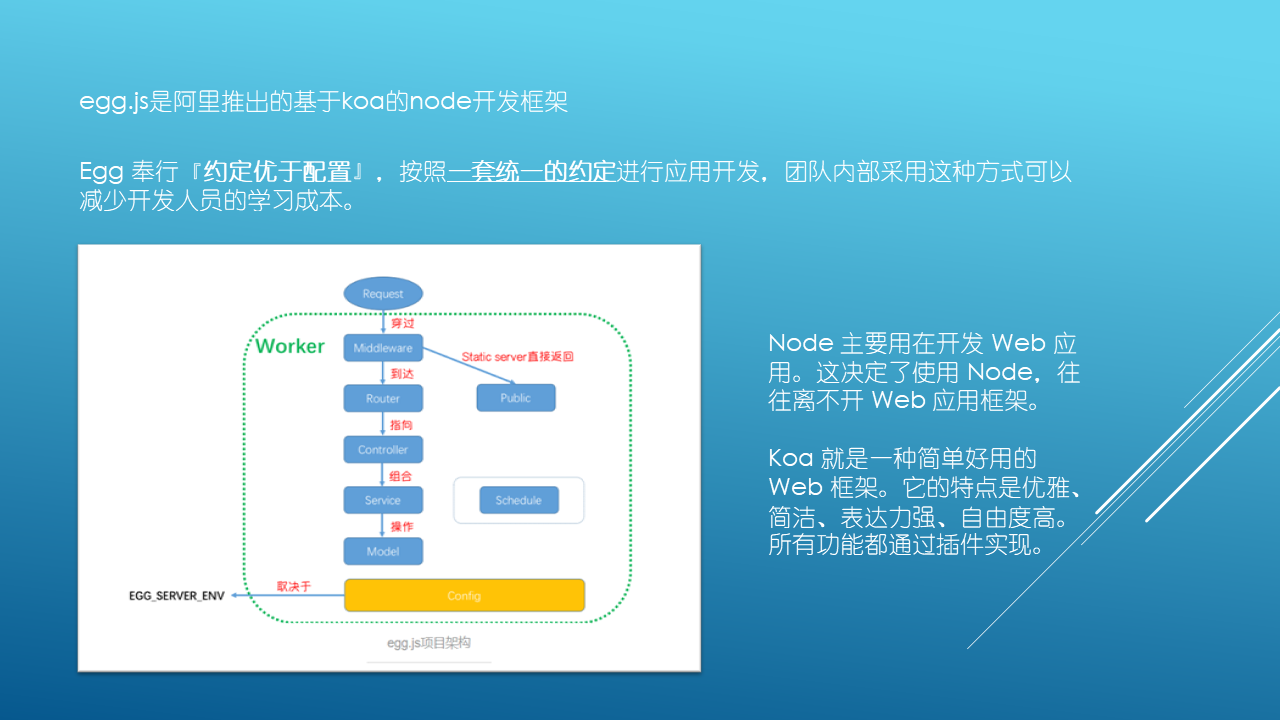 egg.js是阿里推出的基于koa的node开发框架
Egg 奉行『约定优于配置』，按照一套统一的约定进行应用开发，团队内部采用这种方式可以
减少开发人员的学习成本。
Request
穿过
Worker
Middleware
Static server直接返回
到达
Router
Public
指向
Controller
组合
Service
Schedule
操作
Model
取决于
EGG_SERVER_ENV
Config
egg.js项目架构
Node 主要用在开发 Web 应
用。这决定了使用 Node，往
往离不开 Web 应用框架。
Koa 就是一种简单好用的
Web 框架。它的特点是优雅、
简洁、表达力强、自由度高。
所有功能都通过插件实现。